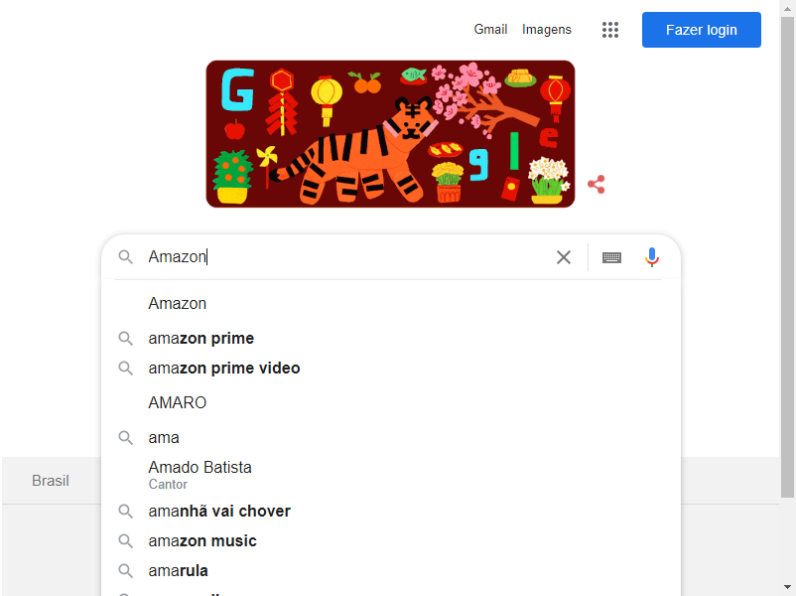 Gmail Imagens Fazer login
G g l e
Amazon
Amazon
amazon prime
amazon prime video
AMARO
ama
Amado Batista
Cantor
Brasil
amanhã vai chover
amazon music
amarula